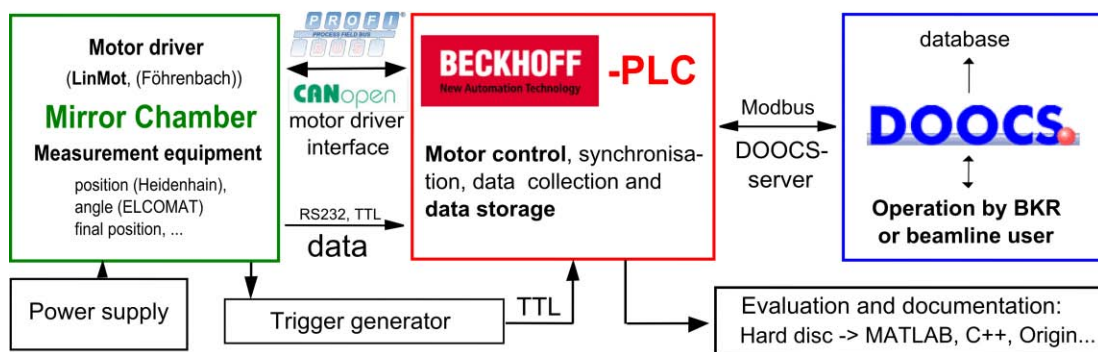 Motor driver
(LinMot, (Föhrenbach))
Mirror Chamber
Measurement equipment
position (Heidenhain),
angle (ELCOMAT)
final position, ...
PROFI®
PROCESS FIELD BUS
BUS
CANopen
motor driver
interface
RS232, TTL
data
BECKHOFF
New Automation Technology
-PLC
Motor control, synchronisa-
tion, data collection and
data storage
Modbus
DOOCS-
server
database
DOOCS
Operation by BKR
or beamline user
Power supply
Trigger generator
TTL
Evaluation and documentation:
Hard disc -> MATLAB, C++, Origin...